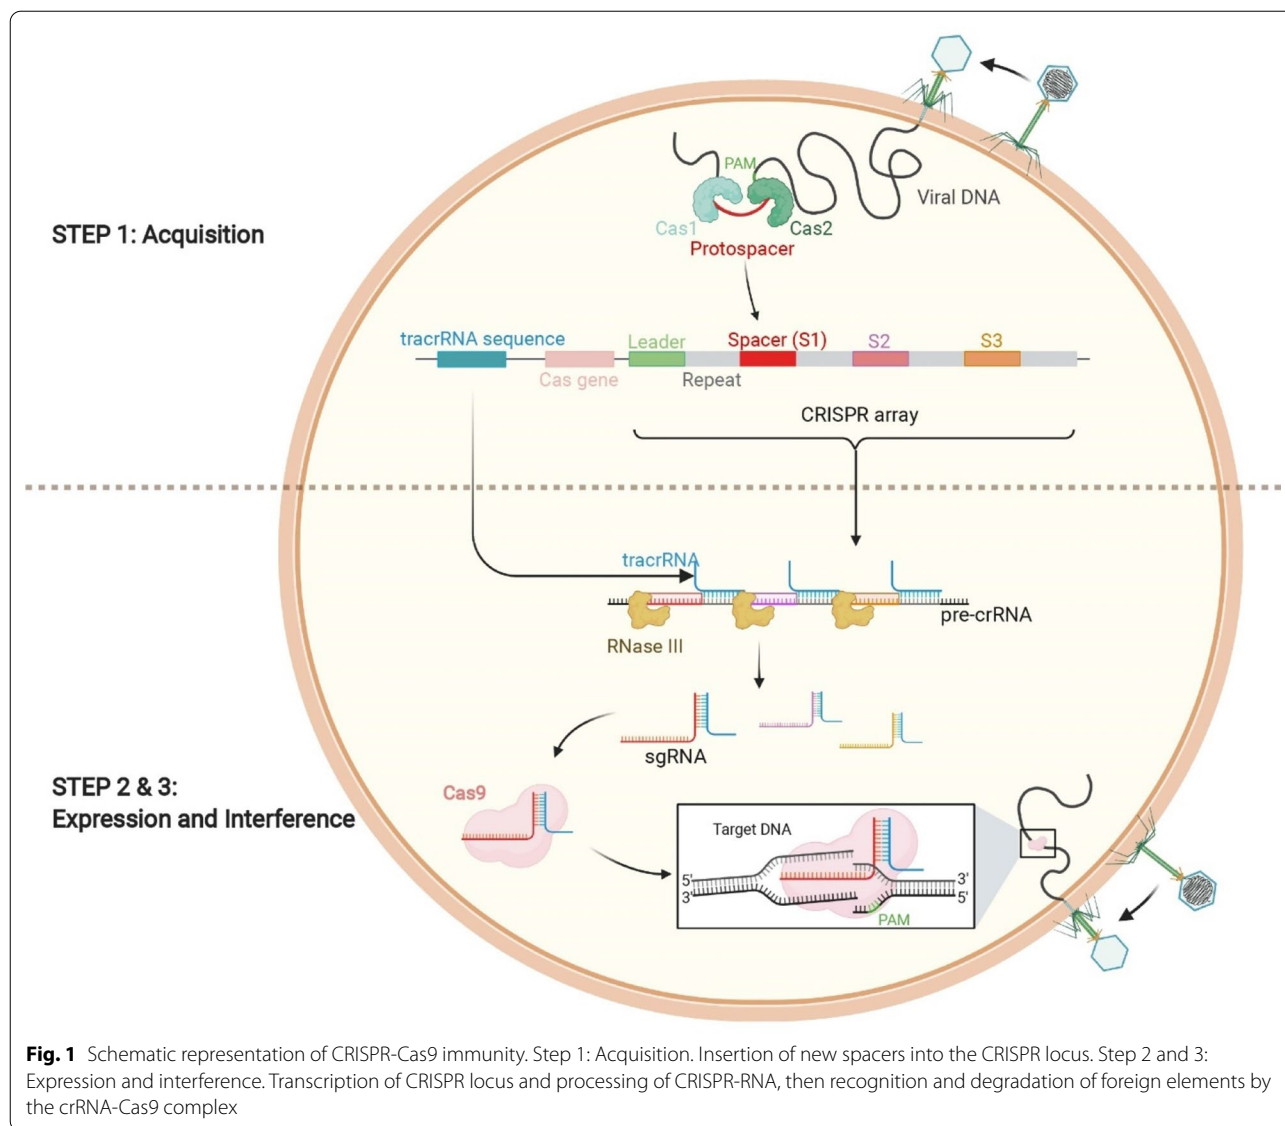 PAM
Viral DNA
Cas1
Cas2
Protospacer
STEP 1: Acquisition
tracrRNA sequence
Leader
Spacer (S1)
S2
S3
Cas gene
Repeat
CRISPR array
tracrRNA
pre-crRNA
RNase III
sgRNA
STEP 2 & 3:
Expression and Interference
Cas9
Target DNA
5'
3'
3'
5'
PAM
Fig. 1 Schematic representation of CRISPR-Cas9 immunity. Step 1: Acquisition. Insertion of new spacers into the CRISPR locus. Step 2 and 3:
Expression and interference. Transcription of CRISPR locus and processing of CRISPR-RNA, then recognition and degradation of foreign elements by
the crRNA-Cas9 complex